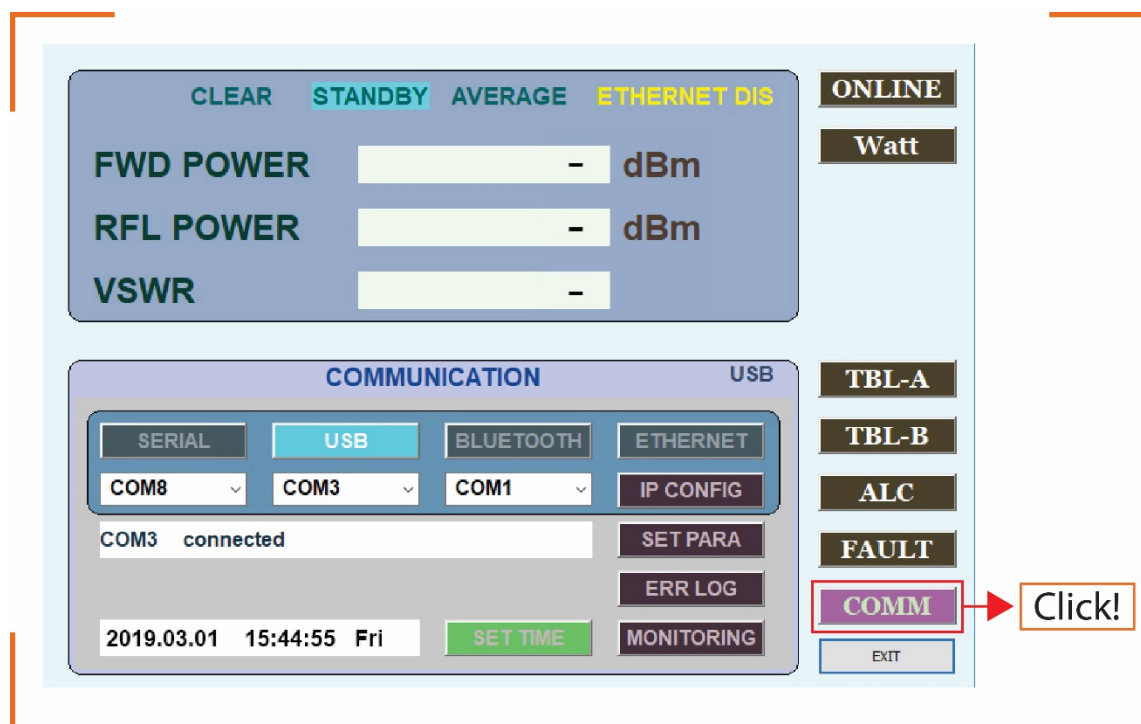 CLEAR STANDBY AVERAGE ETHERNET DIS
FWD POWER - dBm
RFL POWER - dBm
VSWR -
ONLINE
Watt
COMMUNICATION USB
SERIAL USB BLUETOOTH ETHERNET
COM8 COM3 COM1 IP CONFIG
COM3 connected SET PARA
ERR LOG
2019.03.01 15:44:55 Fri SET TIME MONITORING
TBL-A
TBL-B
ALC
FAULT
COMM
Click!
EXIT